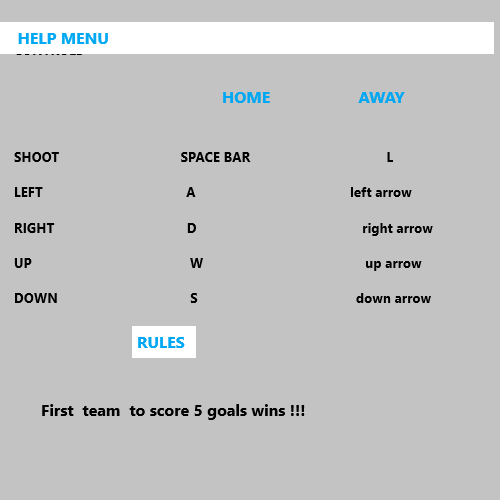 HELP MENU
HOME AWAY
SHOOT SPACE BAR L
LEFT A left arrow
RIGHT D right arrow
UP W up arrow
DOWN S down arrow
RULES
First team to score 5 goals wins !!!